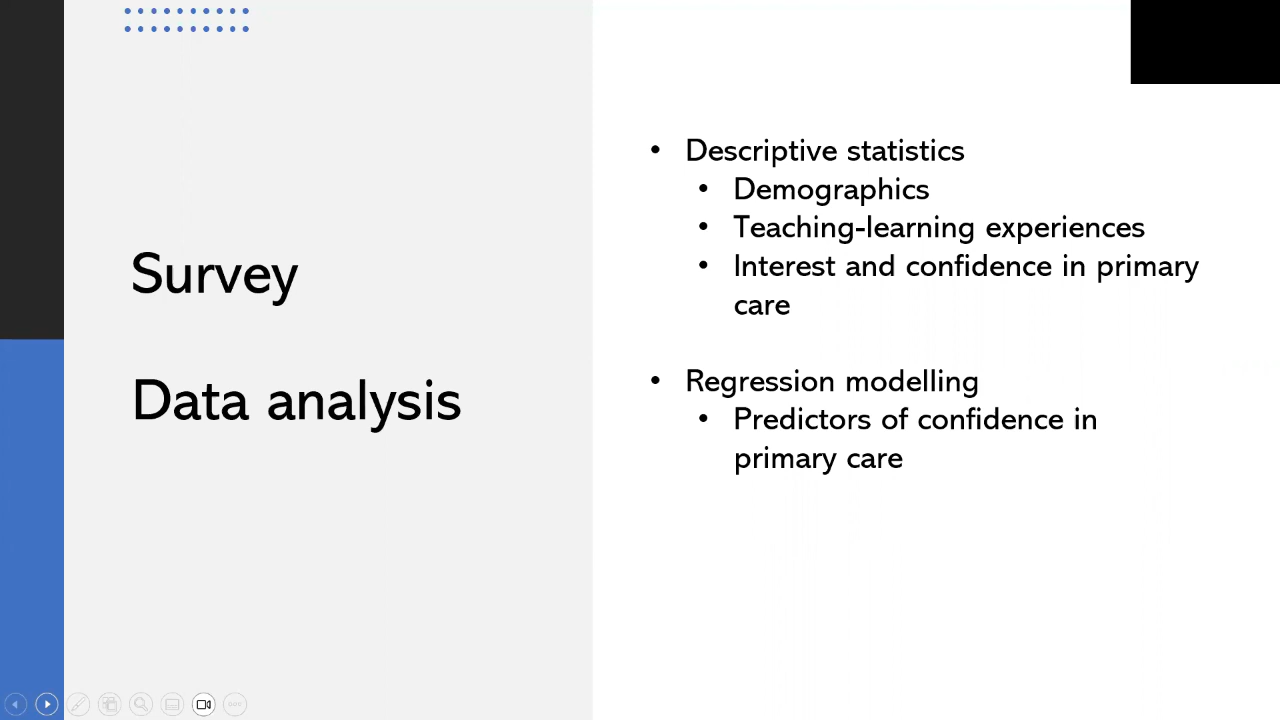 Survey
Data analysis
• Descriptive statistics
• Demographics
• Teaching-learning experiences
• Interest and confidence in primary
care
• Regression modelling
• Predictors of confidence in
primary care